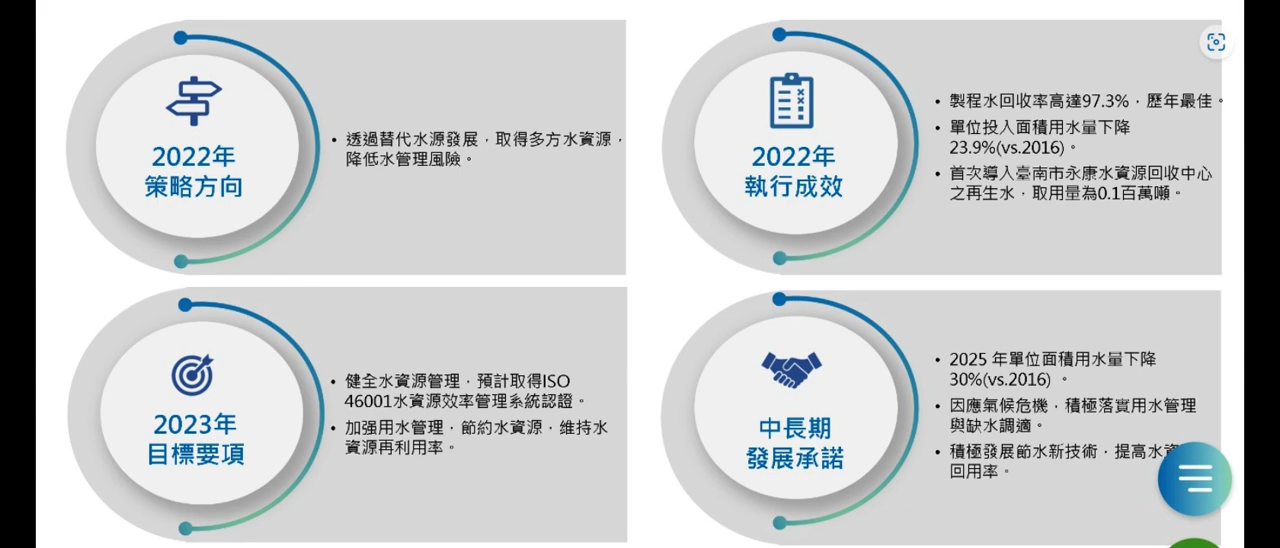 2022年
策略方向
• 透過替代水源發展，取得多方水資源，
降低水管理風險。
2022年
執行成效
• 製程水回收率高達97.3%，歷年最佳。
• 單位投入面積用水量下降
23.9%(vs.2016)。
• 首次導入臺南市永康水資源回收中心
之再生水，取用量為0.1百萬噸。
2023年
目標要項
• 健全水資源管理，預計取得ISO
46001水資源效率管理系統認證。
• 加强用水管理，節約水資源，維持水
資源再利用率。
中長期
發展承諾
• 2025 年單位面積用水量下降
30%(vs.2016) 。
• 因應氣候危機，積極落實用水管理
與缺水調適。
• 積極發展節水新技術，提高水資
回用率。